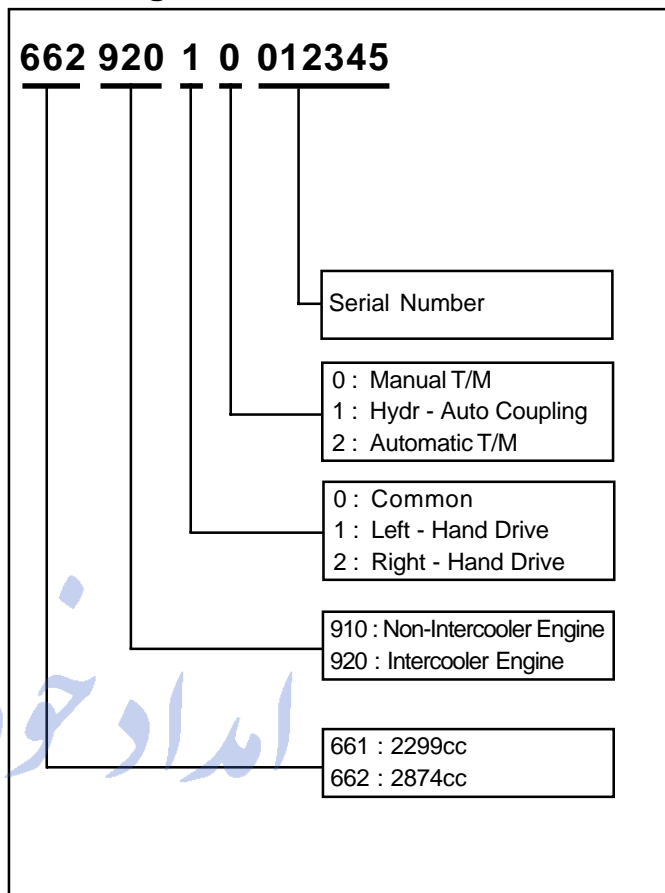 662 920 1 0 012345
Serial Number
0 : Manual T/M
1 : Hydr - Auto Coupling
2 : Automatic T/M
0 : Common
1 : Left - Hand Drive
2 : Right - Hand Drive
910 : Non-Intercooler Engine
920 : Intercooler Engine
661 : 2299cc
662 : 2874cc
امداد